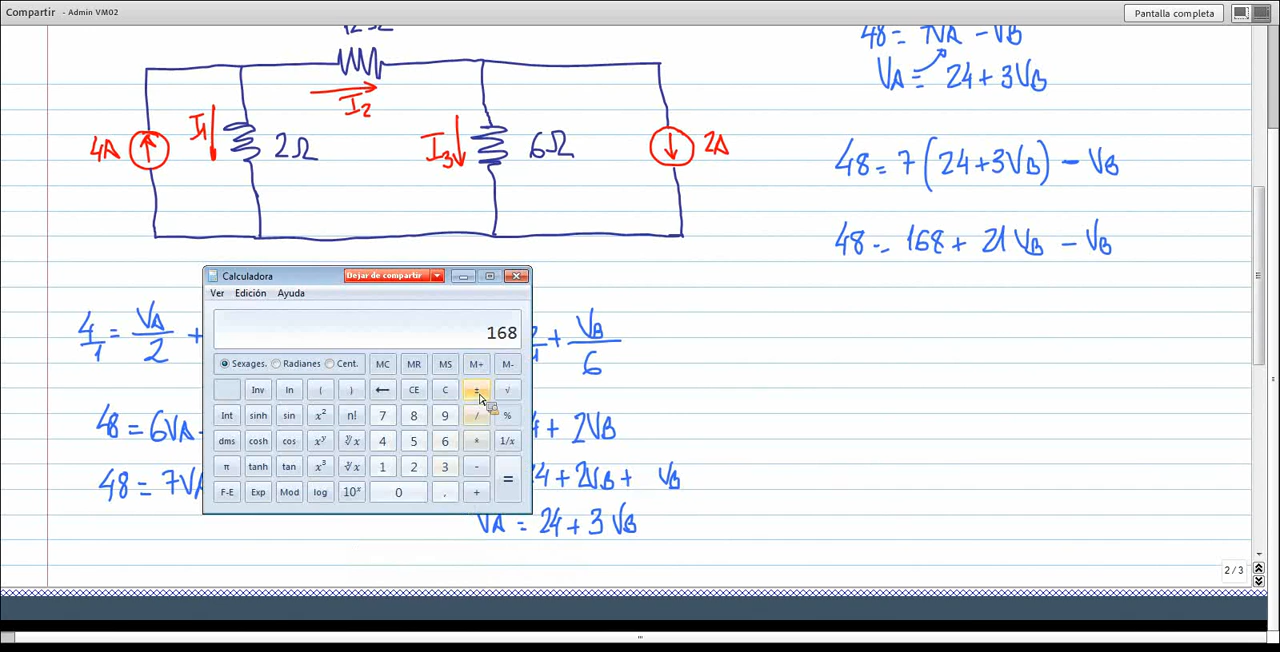 Compartir - Admin VM02
Pantalla completa
12Ω
I2
4A
I1
2Ω
I3
6Ω
2A
48 = 7VA - VB
VA = 24 + 3VB
48 = 7(24 + 3VB) - VB
48 = 168 + 21VB - VB
Calculadora Dejar de compartir
Ver Edición Ayuda
168
Sexages. Radianes Cent. MC MR MS M+ M-
Inv ln ( ) ← CE C ± √
Int sinh sin x² n! 7 8 9 / %
dms cosh cos xʸ ʸ√x 4 5 6 * 1/x
π tanh tan x³ ³√x 1 2 3 - =
F-E Exp Mod log 10ˣ 0 . +
4/1 = VA/2 +
+ VB/6
48 = 6VA
48 = 7VA
4 + 2VB
4 + 2VB + VB
VA = 24 + 3VB
2 / 3